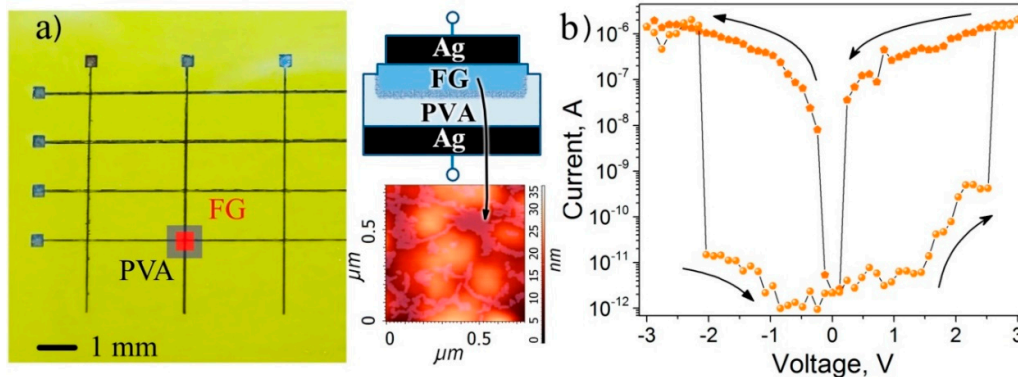 a)
FG
PVA
1 mm
Ag
FG
PVA
Ag
0
0.5
μm
0
0.5
μm
35
30
25
20
15
10
5
0
nm
b)
Current, A
10⁻⁶
10⁻⁷
10⁻⁸
10⁻⁹
10⁻¹⁰
10⁻¹¹
10⁻¹²
-3
-2
-1
0
1
2
3
Voltage, V